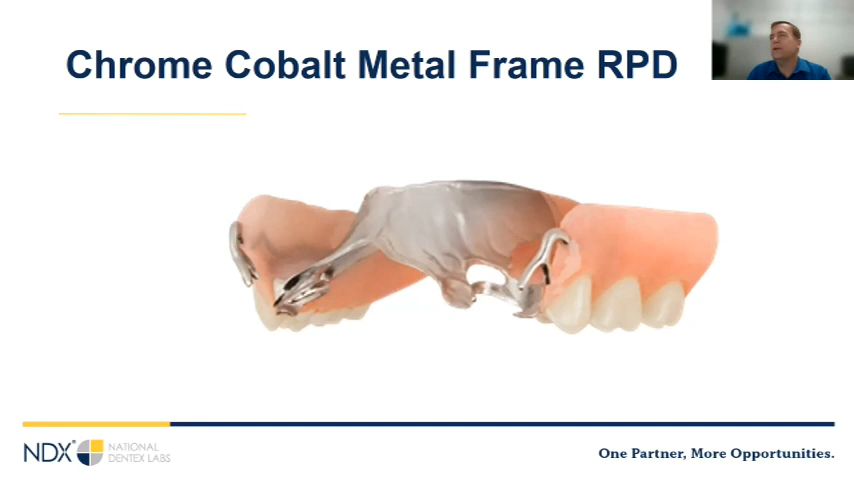 Chrome Cobalt Metal Frame RPD
NDX®
NATIONAL
DENTEX LABS
One Partner, More Opportunities.